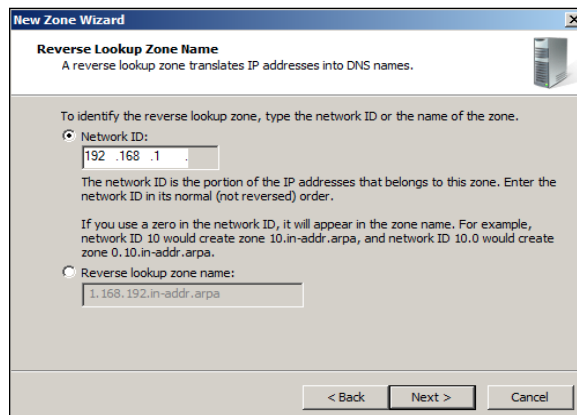 New Zone Wizard
Reverse Lookup Zone Name
A reverse lookup zone translates IP addresses into DNS names.
To identify the reverse lookup zone, type the network ID or the name of the zone.
Network ID:
192 .168 .1 .
The network ID is the portion of the IP addresses that belongs to this zone. Enter the
network ID in its normal (not reversed) order.
If you use a zero in the network ID, it will appear in the zone name. For example,
network ID 10 would create zone 10.in-addr.arpa, and network ID 10.0 would create
zone 0.10.in-addr.arpa.
Reverse lookup zone name:
1.168.192.in-addr.arpa
< Back Next > Cancel